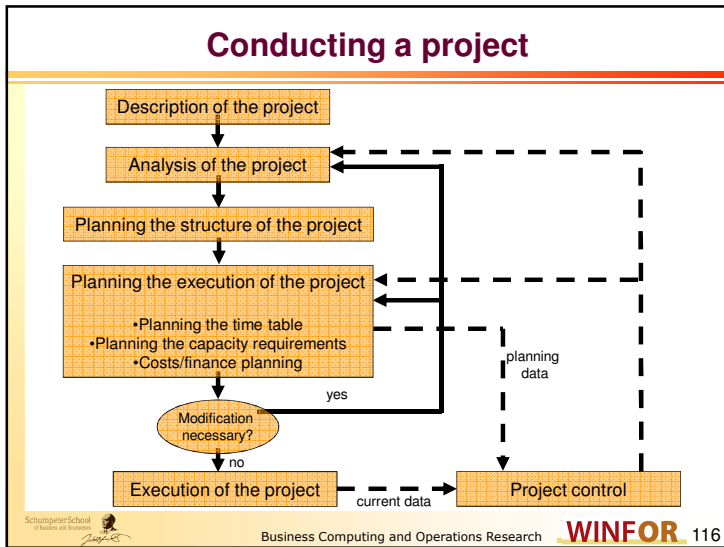 Conducting a project
Description of the project
Analysis of the project
Planning the structure of the project
Planning the execution of the project
•Planning the time table
•Planning the capacity requirements
•Costs/finance planning
planning
data
yes
Modification
necessary?
no
Execution of the project
current data
Project control
Schumpeter School
of Business and Economics
Business Computing and Operations Research
WINFOR
116